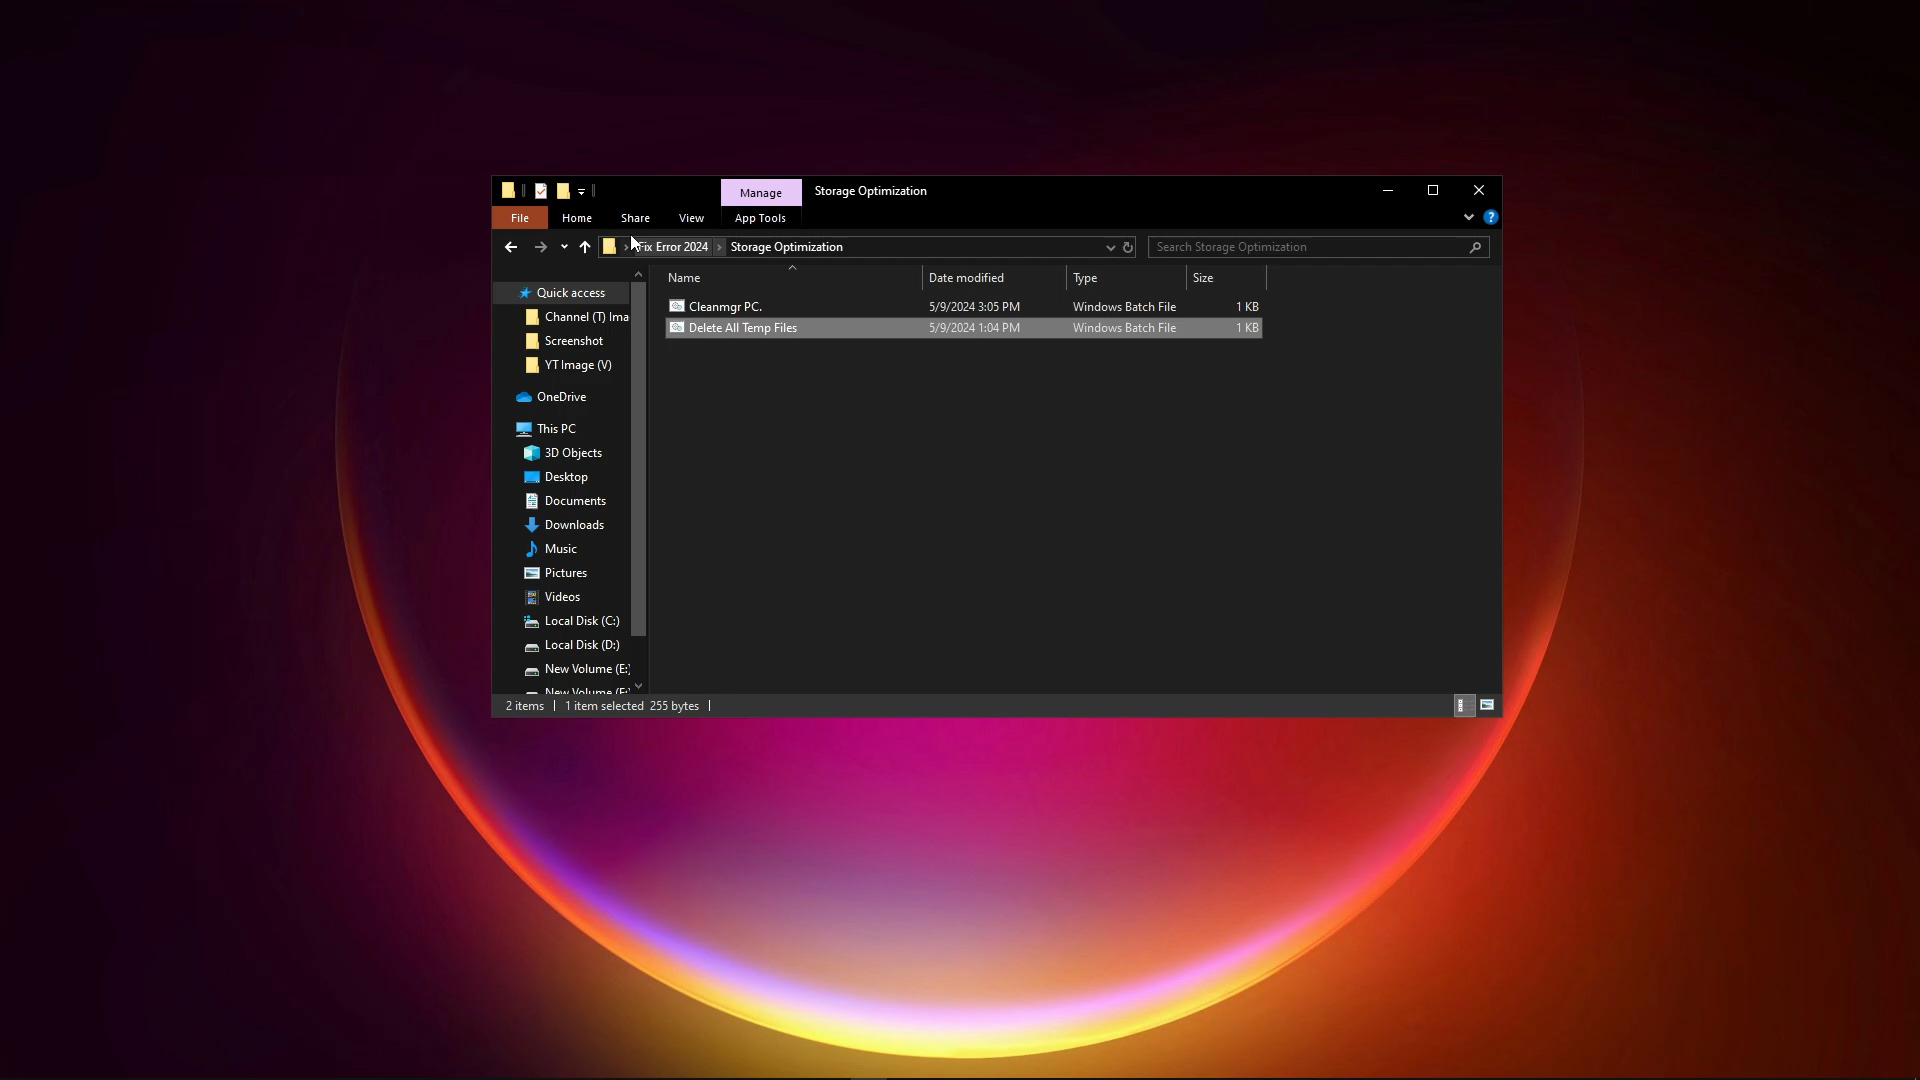 Manage
Storage Optimization
File
Home
Share
View
App Tools
?
Fix Error 2024
Storage Optimization
Search Storage Optimization
Name
Date modified
Type
Size
Cleanmgr PC.
5/9/2024 3:05 PM
Windows Batch File
1 KB
Delete All Temp Files
5/9/2024 1:04 PM
Windows Batch File
1 KB
Quick access
Channel (T) Ima
Screenshot
YT Image (V)
OneDrive
This PC
3D Objects
Desktop
Documents
Downloads
Music
Pictures
Videos
Local Disk (C:)
Local Disk (D:)
New Volume (E:)
New Volume (F:)
2 items
1 item selected 255 bytes